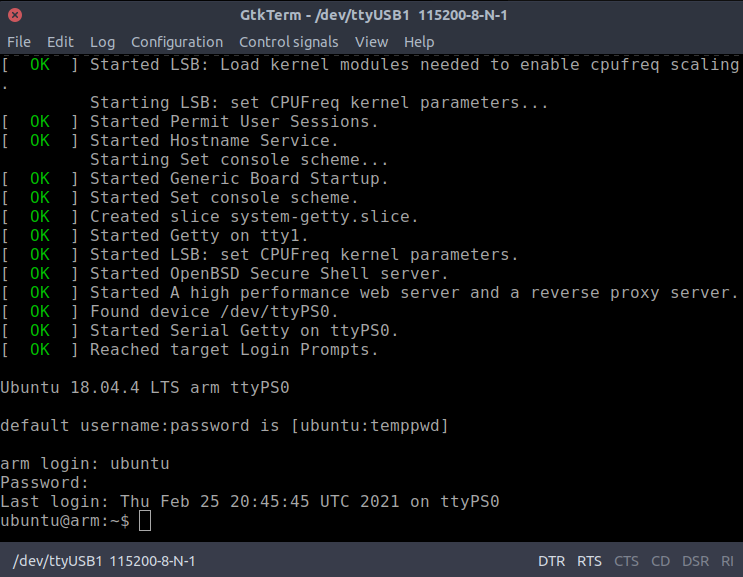 GtkTerm - /dev/ttyUSB1 115200-8-N-1
File Edit Log Configuration Control signals View Help
[  OK  ] Started LSB: Load kernel modules needed to enable cpufreq scaling
.
         Starting LSB: set CPUFreq kernel parameters...
[  OK  ] Started Permit User Sessions.
[  OK  ] Started Hostname Service.
         Starting Set console scheme...
[  OK  ] Started Generic Board Startup.
[  OK  ] Started Set console scheme.
[  OK  ] Created slice system-getty.slice.
[  OK  ] Started Getty on tty1.
[  OK  ] Started LSB: set CPUFreq kernel parameters.
[  OK  ] Started OpenBSD Secure Shell server.
[  OK  ] Started A high performance web server and a reverse proxy server.
[  OK  ] Found device /dev/ttyPS0.
[  OK  ] Started Serial Getty on ttyPS0.
[  OK  ] Reached target Login Prompts.
Ubuntu 18.04.4 LTS arm ttyPS0
default username:password is [ubuntu:temppwd]
arm login: ubuntu
Password:
Last login: Thu Feb 25 20:45:45 UTC 2021 on ttyPS0
ubuntu@arm:~$
/dev/ttyUSB1 115200-8-N-1 DTR RTS CTS CD DSR RI